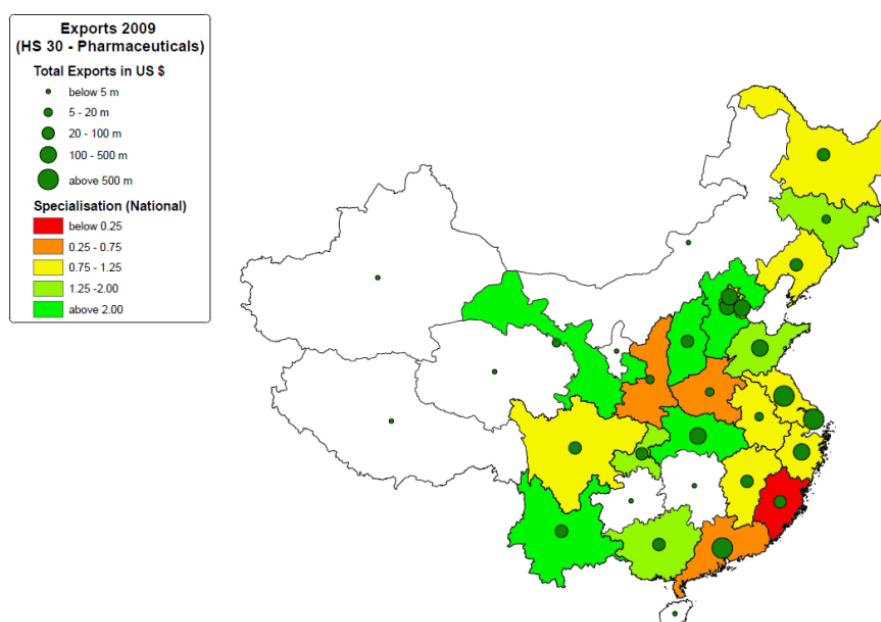 Exports 2009
(HS 30 - Pharmaceuticals)
Total Exports in US $
below 5 m
5 - 20 m
20 - 100 m
100 - 500 m
above 500 m
Specialisation (National)
below 0.25
0.25 - 0.75
0.75 - 1.25
1.25 -2.00
above 2.00